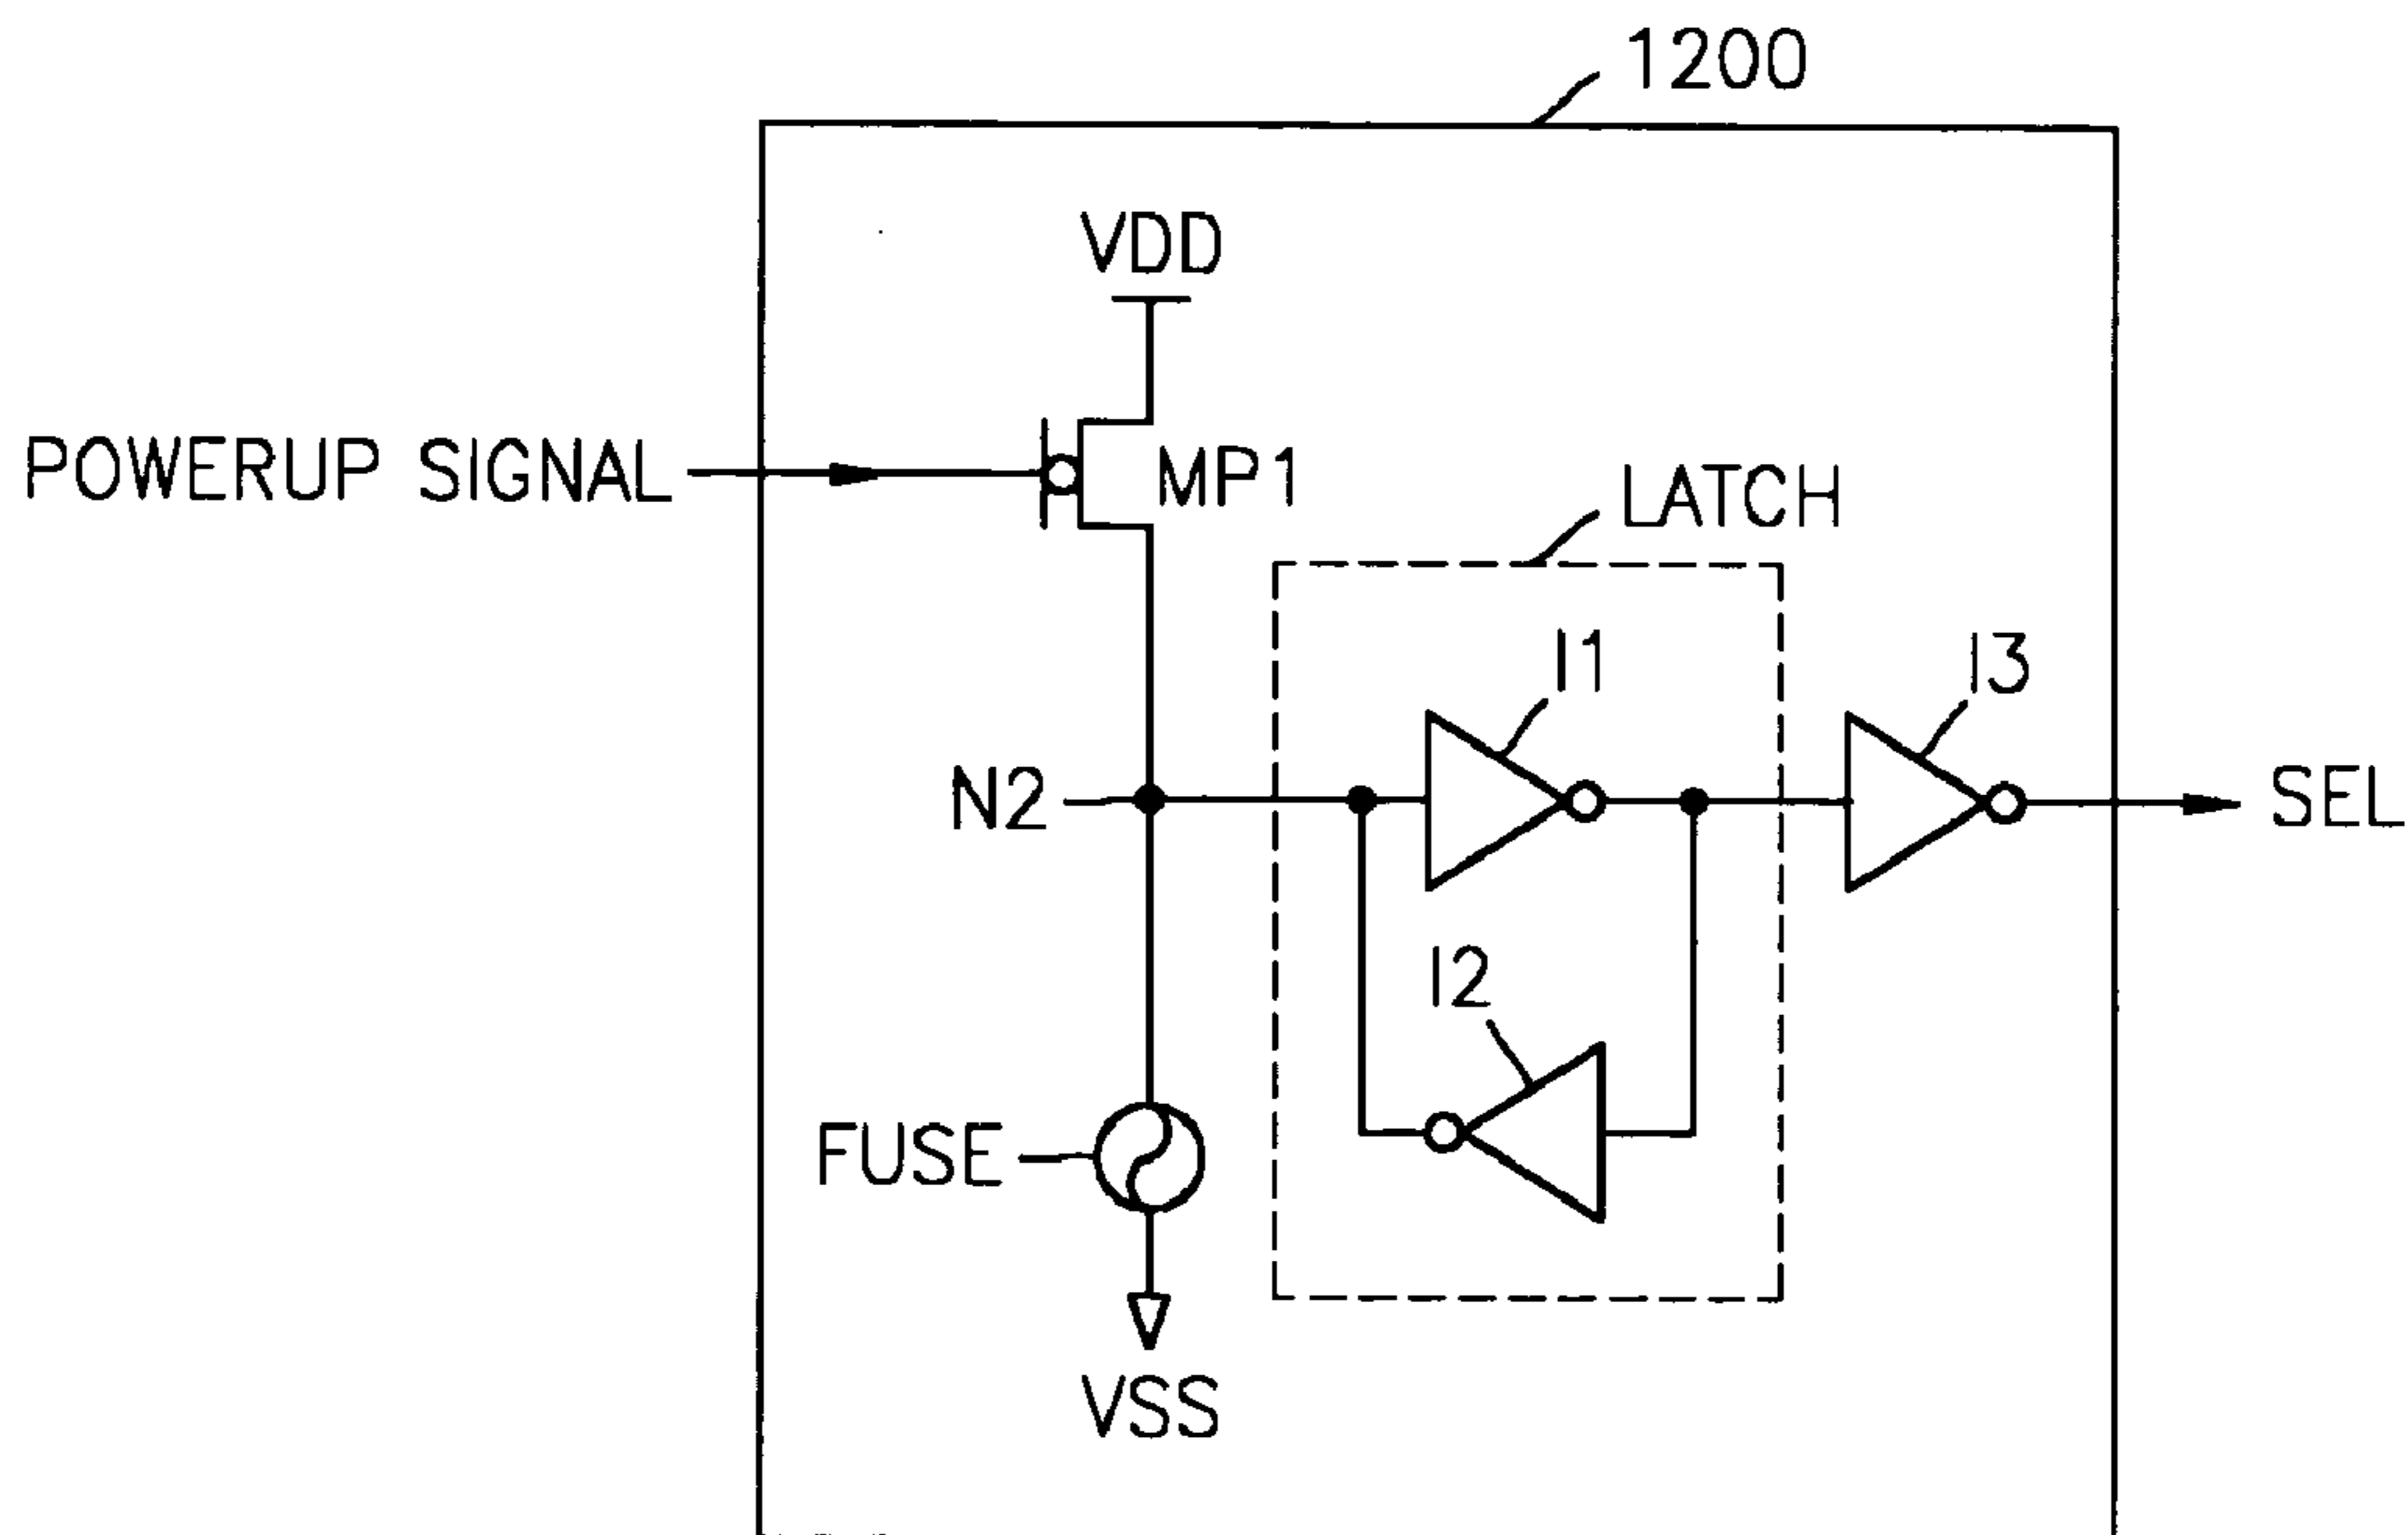 1200
VDD
POWERUP SIGNAL
MP1
LATCH
I1
I3
N2
SEL
I2
FUSE
VSS